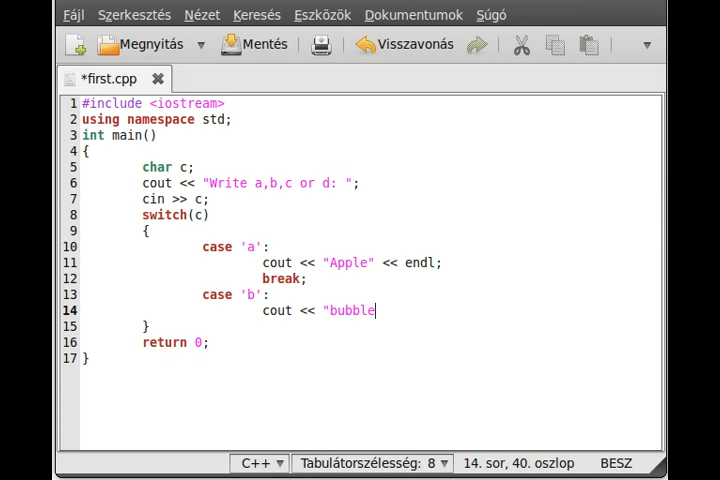 Fájl Szerkesztés Nézet Keresés Eszközök Dokumentumok Súgó
Megnyitás Mentés Visszavonás
*first.cpp
1 #include <iostream>
2 using namespace std;
3 int main()
4 {
5 char c;
6 cout << "Write a,b,c or d: ";
7 cin >> c;
8 switch(c)
9 {
10 case 'a':
11 cout << "Apple" << endl;
12 break;
13 case 'b':
14 cout << "bubble
15 }
16 return 0;
17 }
C++ Tabulátorszélesség: 8 14. sor, 40. oszlop BESZ